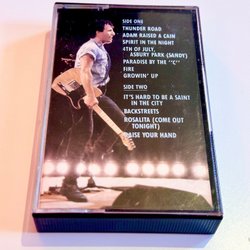 SIDE ONE
THUNDER ROAD
ADAM RAISED A CAIN
SPIRIT IN THE NIGHT
4TH OF JULY,
ASBURY PARK (SANDY)
PARADISE BY THE "C"
FIRE
GROWIN' UP
SIDE TWO
IT'S HARD TO BE A SAINT
IN THE CITY
BACKSTREETS
ROSALITA (COME OUT
TONIGHT)
RAISE YOUR HAND